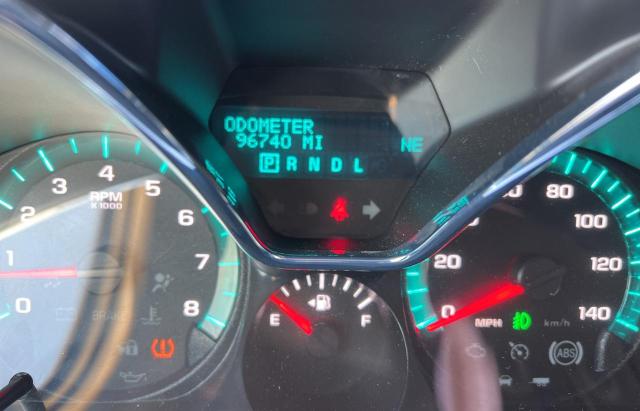 ODOMETER
96740 MI NE
P R N D L
0 1 2 3 4 5 6 7 8
RPM
X 1000
BRAKE
E F
0 20 80 100 120 140
MPH km/h
ABS